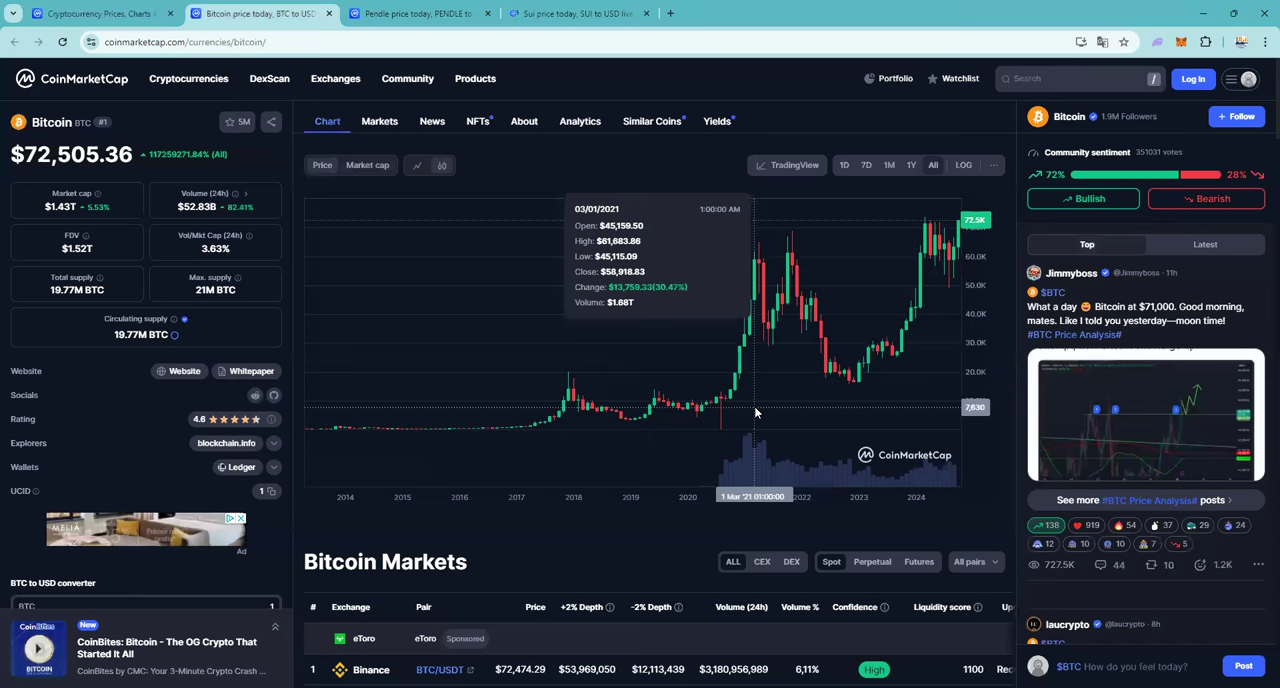 Cryptocurrency Prices, Charts A
Bitcoin price today, BTC to USD
Pendle price today, PENDLE to
Sui price today, SUI to USD live
coinmarketcap.com/currencies/bitcoin/
CoinMarketCap
Cryptocurrencies
DexScan
Exchanges
Community
Products
Portfolio
Watchlist
Search
/
Log In
Bitcoin BTC #1
5M
$72,505.36
117259271.84% (All)
Market cap
$1.43T 5.53%
Volume (24h)
$52.83B 82.41%
FDV
$1.52T
Vol/Mkt Cap (24h)
3.63%
Total supply
19.77M BTC
Max. supply
21M BTC
Circulating supply
19.77M BTC
Website
Website
Whitepaper
Socials
Rating
4.6
Explorers
blockchain.info
Wallets
Ledger
UCID
1
MELIÁ
Ad
BTC to USD converter
BTC
1
CoinBites:
BITCOIN
New
CoinBites: Bitcoin - The OG Crypto That
Started It All
CoinBites by CMC: Your 3-Minute Crypto Crash ...
Chart
Markets
News
NFTs
About
Analytics
Similar Coins
Yields
Price
Market cap
TradingView
1D
7D
1M
1Y
All
LOG
03/01/2021
1:00:00 AM
Open: $45,159.50
High: $61,683.86
Low: $45,115.09
Close: $58,918.83
Change: $13,759.33(30.47%)
Volume: $1.68T
72.5K
60.0K
50.0K
40.0K
30.0K
20.0K
7,630
CoinMarketCap
2014
2015
2016
2017
2018
2019
2020
1 Mar '21 01:00:00
2022
2023
2024
Bitcoin Markets
ALL
CEX
DEX
Spot
Perpetual
Futures
All pairs
#
Exchange
Pair
Price
+2% Depth
-2% Depth
Volume (24h)
Volume %
Confidence
Liquidity score
eToro
eToro
Sponsored
1
Binance
BTC/USDT
$72,474.29
$53,969,050
$12,113,439
$3,180,956,989
6,11%
High
1100
Rec
Bitcoin
1.9M Followers
+ Follow
Community sentiment 351031 votes
72%
28%
Bullish
Bearish
Top
Latest
Jimmyboss @Jimmyboss · 11h
$BTC
What a day Bitcoin at $71,000. Good morning,
mates. Like I told you yesterday—moon time!
#BTC Price Analysis#
See more #BTC Price Analysis# posts
138
919
54
37
29
24
12
10
10
7
5
727.5K
44
10
1.2K
laucrypto @laucrypto · 8h
$BTC How do you feel today?
Post